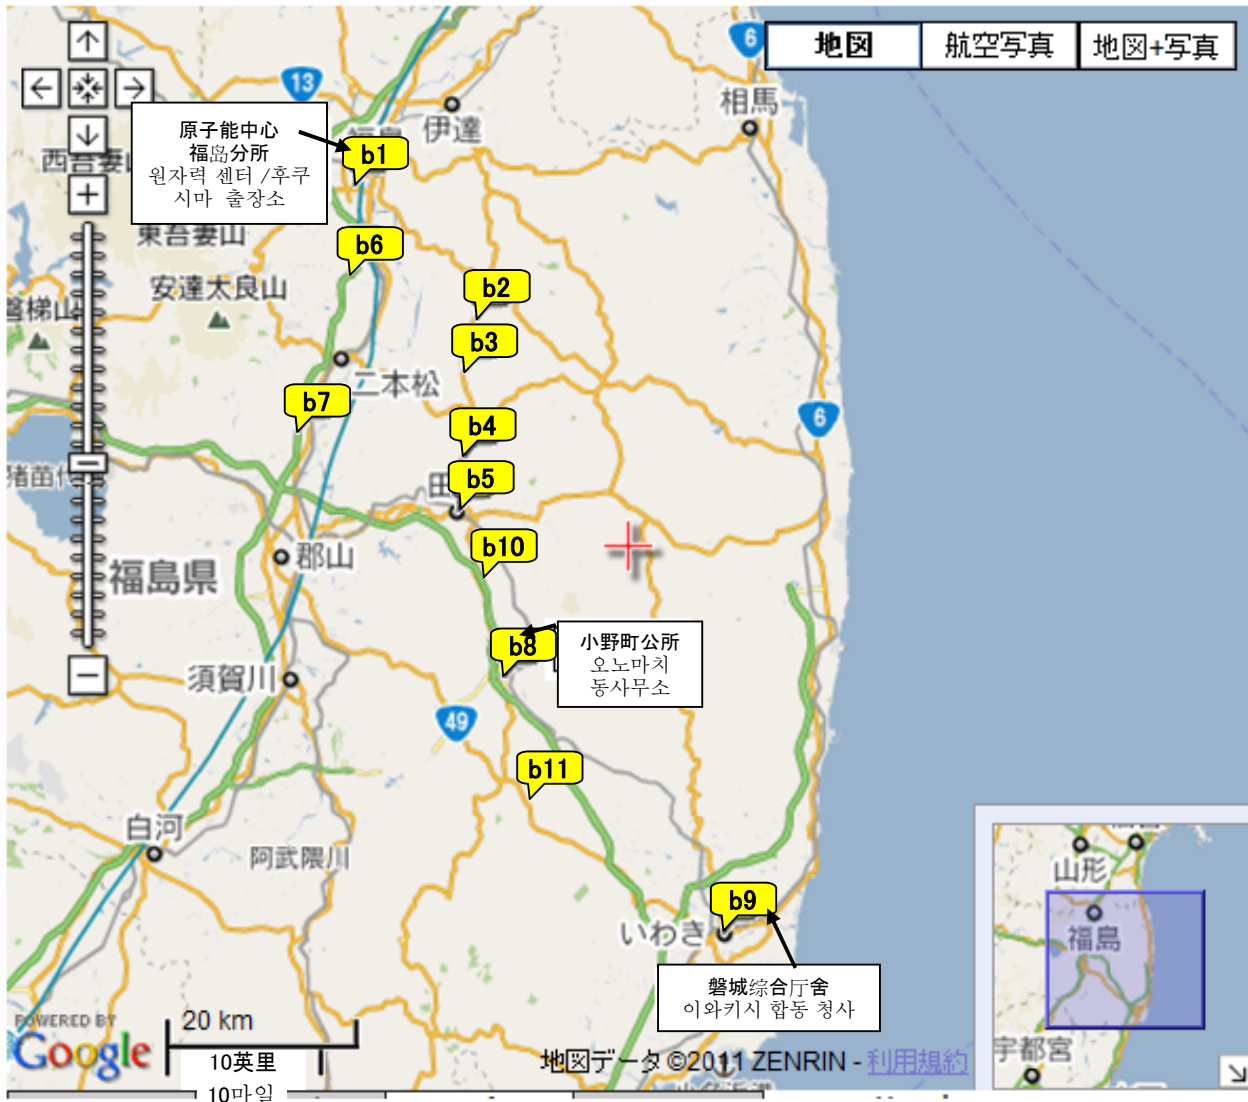 6
地図
航空写真
地図+写真
13
相馬
伊達
原子能中心
福岛分所
원자력 센터 /후쿠
시마 출장소
b1
東吾妻山
b6
安達太良山
b2
磐梯山
b3
二本松
b7
6
b4
b5
b10
郡山
福島県
b8
小野町公所
오노마치
동사무소
須賀川
49
b11
白河
阿武隈川
山形
b9
いわき
福島
磐城综合厅舍
이와키시 합동 청사
POWERED BY
Google
20 km
10英里
10마일
地図データ ©2011 ZENRIN - 利用規約
宇都宮